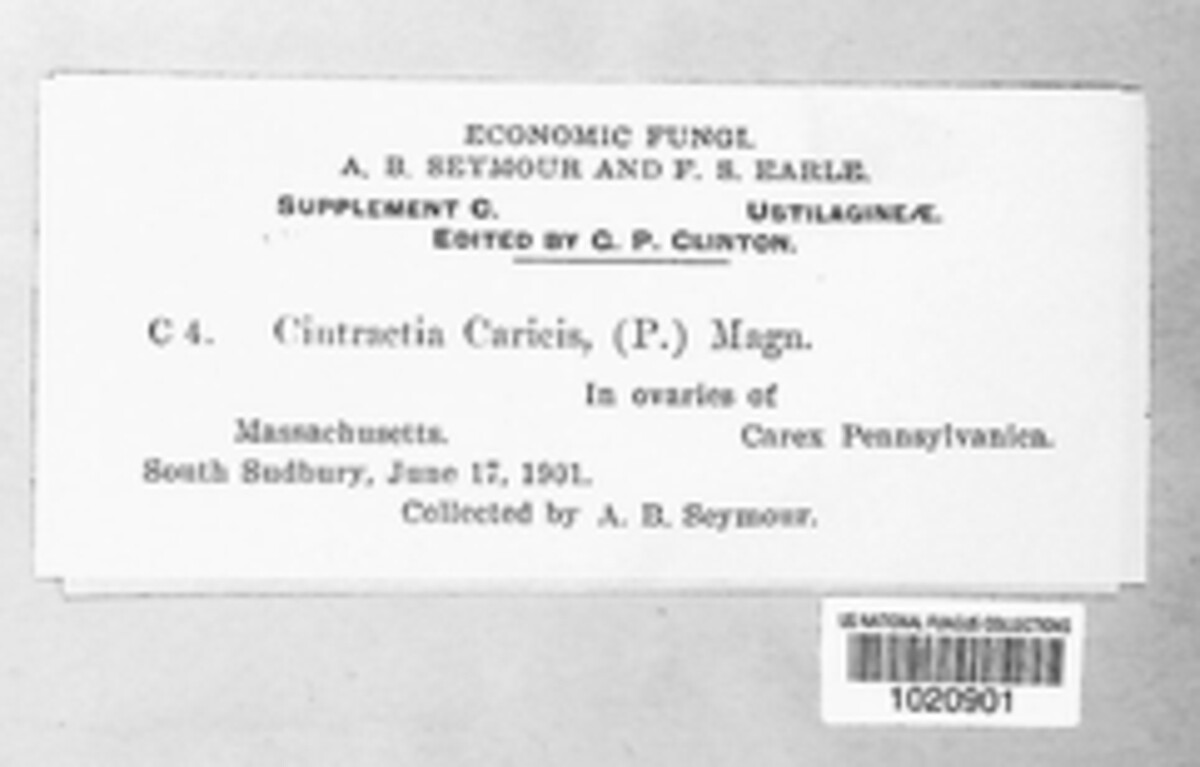 ECONOMIC FUNGI.
A. B. SEYMOUR AND F. S. EARLE.
SUPPLEMENT C. USTILAGINEÆ.
EDITED BY G. P. CLINTON.
C 4. Cintractia Caricis, (P.) Magn.
In ovaries of
Massachusetts. Carex Pennsylvanica.
South Sudbury, June 17, 1901.
Collected by A. B. Seymour.
US NATIONAL FUNGUS COLLECTIONS
1020901